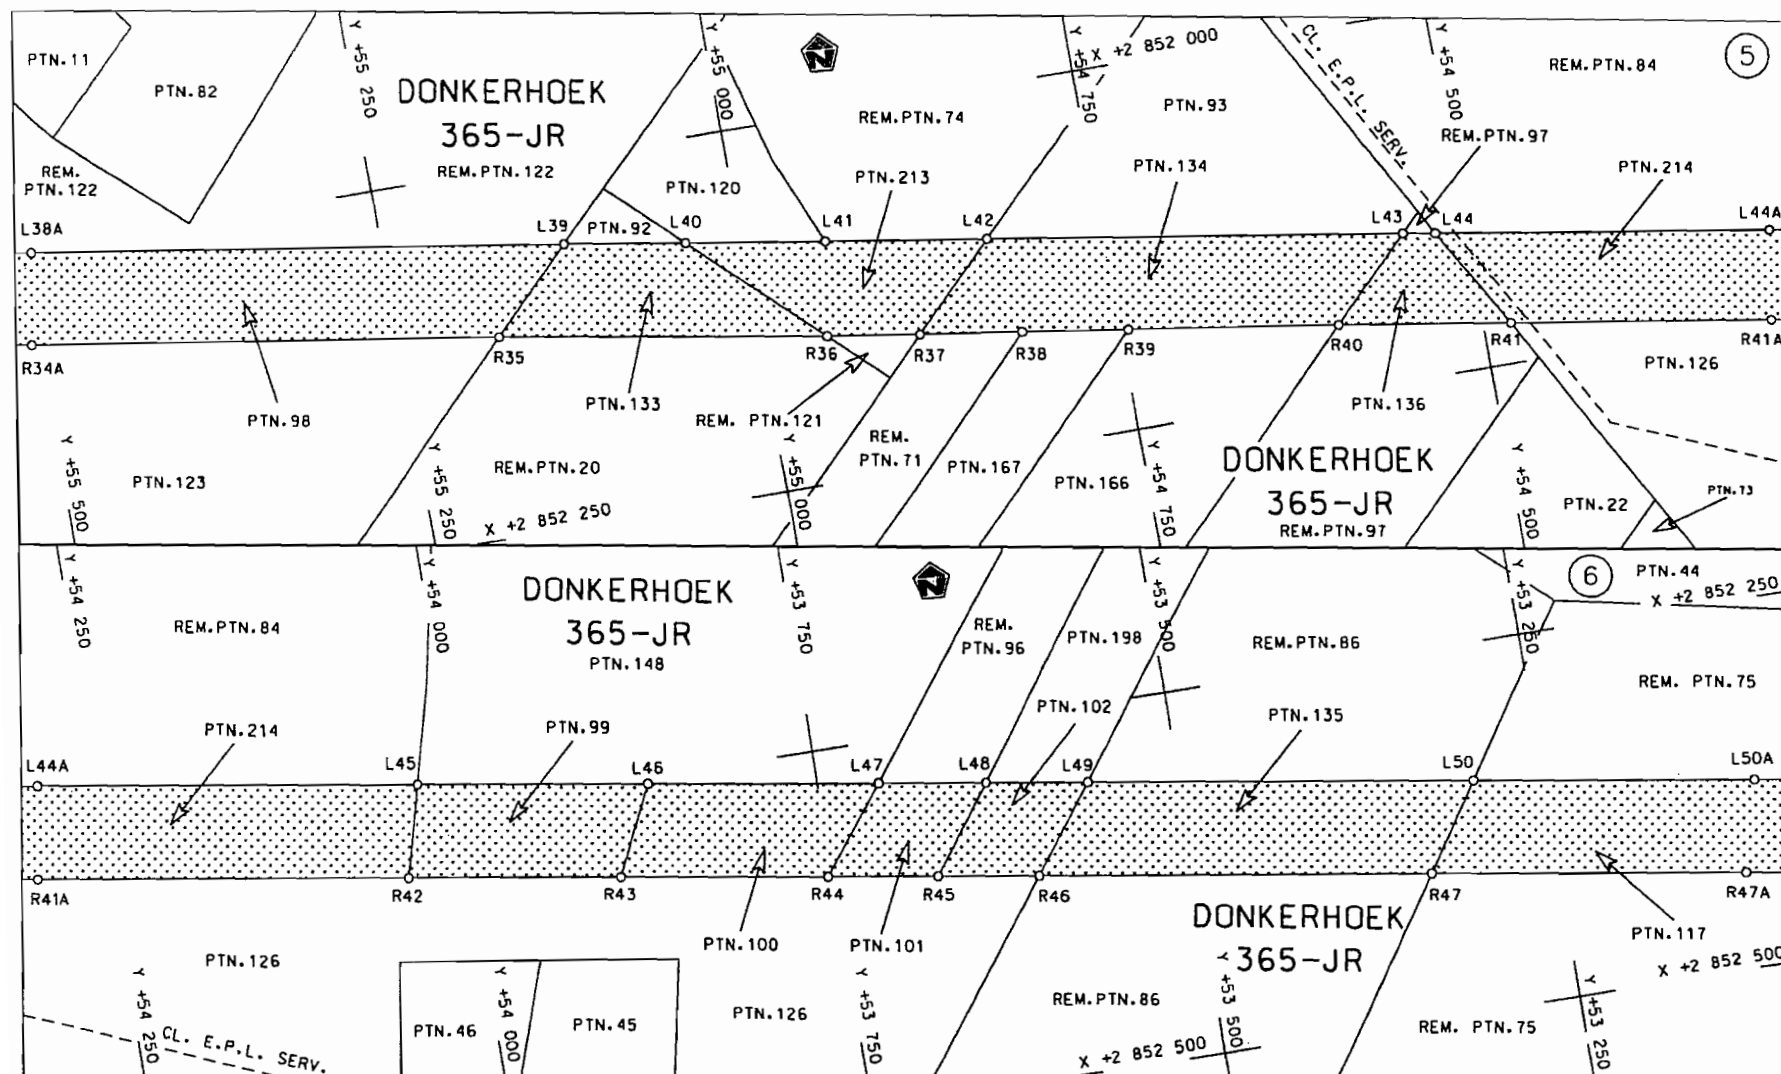 PTN.11
PTN.82
Y +55 250
DONKERHOEK
365-JR
REM.PTN.122
REM.
PTN.122
Y +55 000
N
REM.PTN.74
PTN.120
PTN.213
Y +54 750
X +2 852 000
PTN.93
PTN.134
CL. E.P.L. SERV.
Y +54 500
REM.PTN.84
5
REM.PTN.97
PTN.214
L38A
L39
PTN.92
L40
L41
L42
L43
L44
L44A
R34A
R35
R36
R37
R38
R39
R40
R41
R41A
PTN.98
PTN.133
REM. PTN.121
PTN.136
PTN.126
PTN.123
Y +55 500
Y +55 250
REM.PTN.20
X +2 852 250
Y +55 000
REM.
PTN.71
PTN.167
PTN.166
Y +54 750
DONKERHOEK
365-JR
REM.PTN.97
Y +54 500
PTN.22
PTN.73
Y +54 250
REM.PTN.84
Y +54 000
DONKERHOEK
365-JR
PTN.148
Y +53 750
N
REM.
PTN.96
PTN.198
Y +53 500
REM.PTN.86
Y +53 250
6
PTN.44
X +2 852 250
REM. PTN.75
PTN.214
PTN.99
PTN.102
PTN.135
L44A
L45
L46
L47
L48
L49
L50
L50A
R41A
R42
R43
R44
R45
R46
R47
R47A
PTN.100
PTN.101
DONKERHOEK
365-JR
PTN.117
X +2 852 500
PTN.126
Y +54 250
CL. E.P.L. SERV.
PTN.46
Y +54 000
PTN.45
PTN.126
Y +53 750
REM.PTN.86
X +2 852 500
Y +53 500
REM. PTN.75
Y +53 250